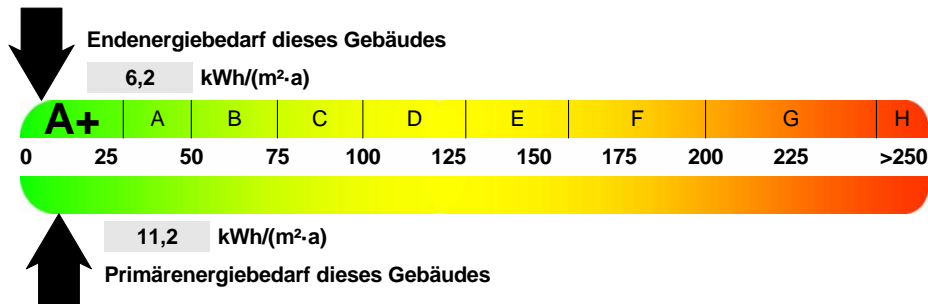 Endenergiebedarf dieses Gebäudes
6,2 kWh/(m²·a)
A+ A B C D E F G H
0 25 50 75 100 125 150 175 200 225 >250
11,2 kWh/(m²·a)
Primärenergiebedarf dieses Gebäudes